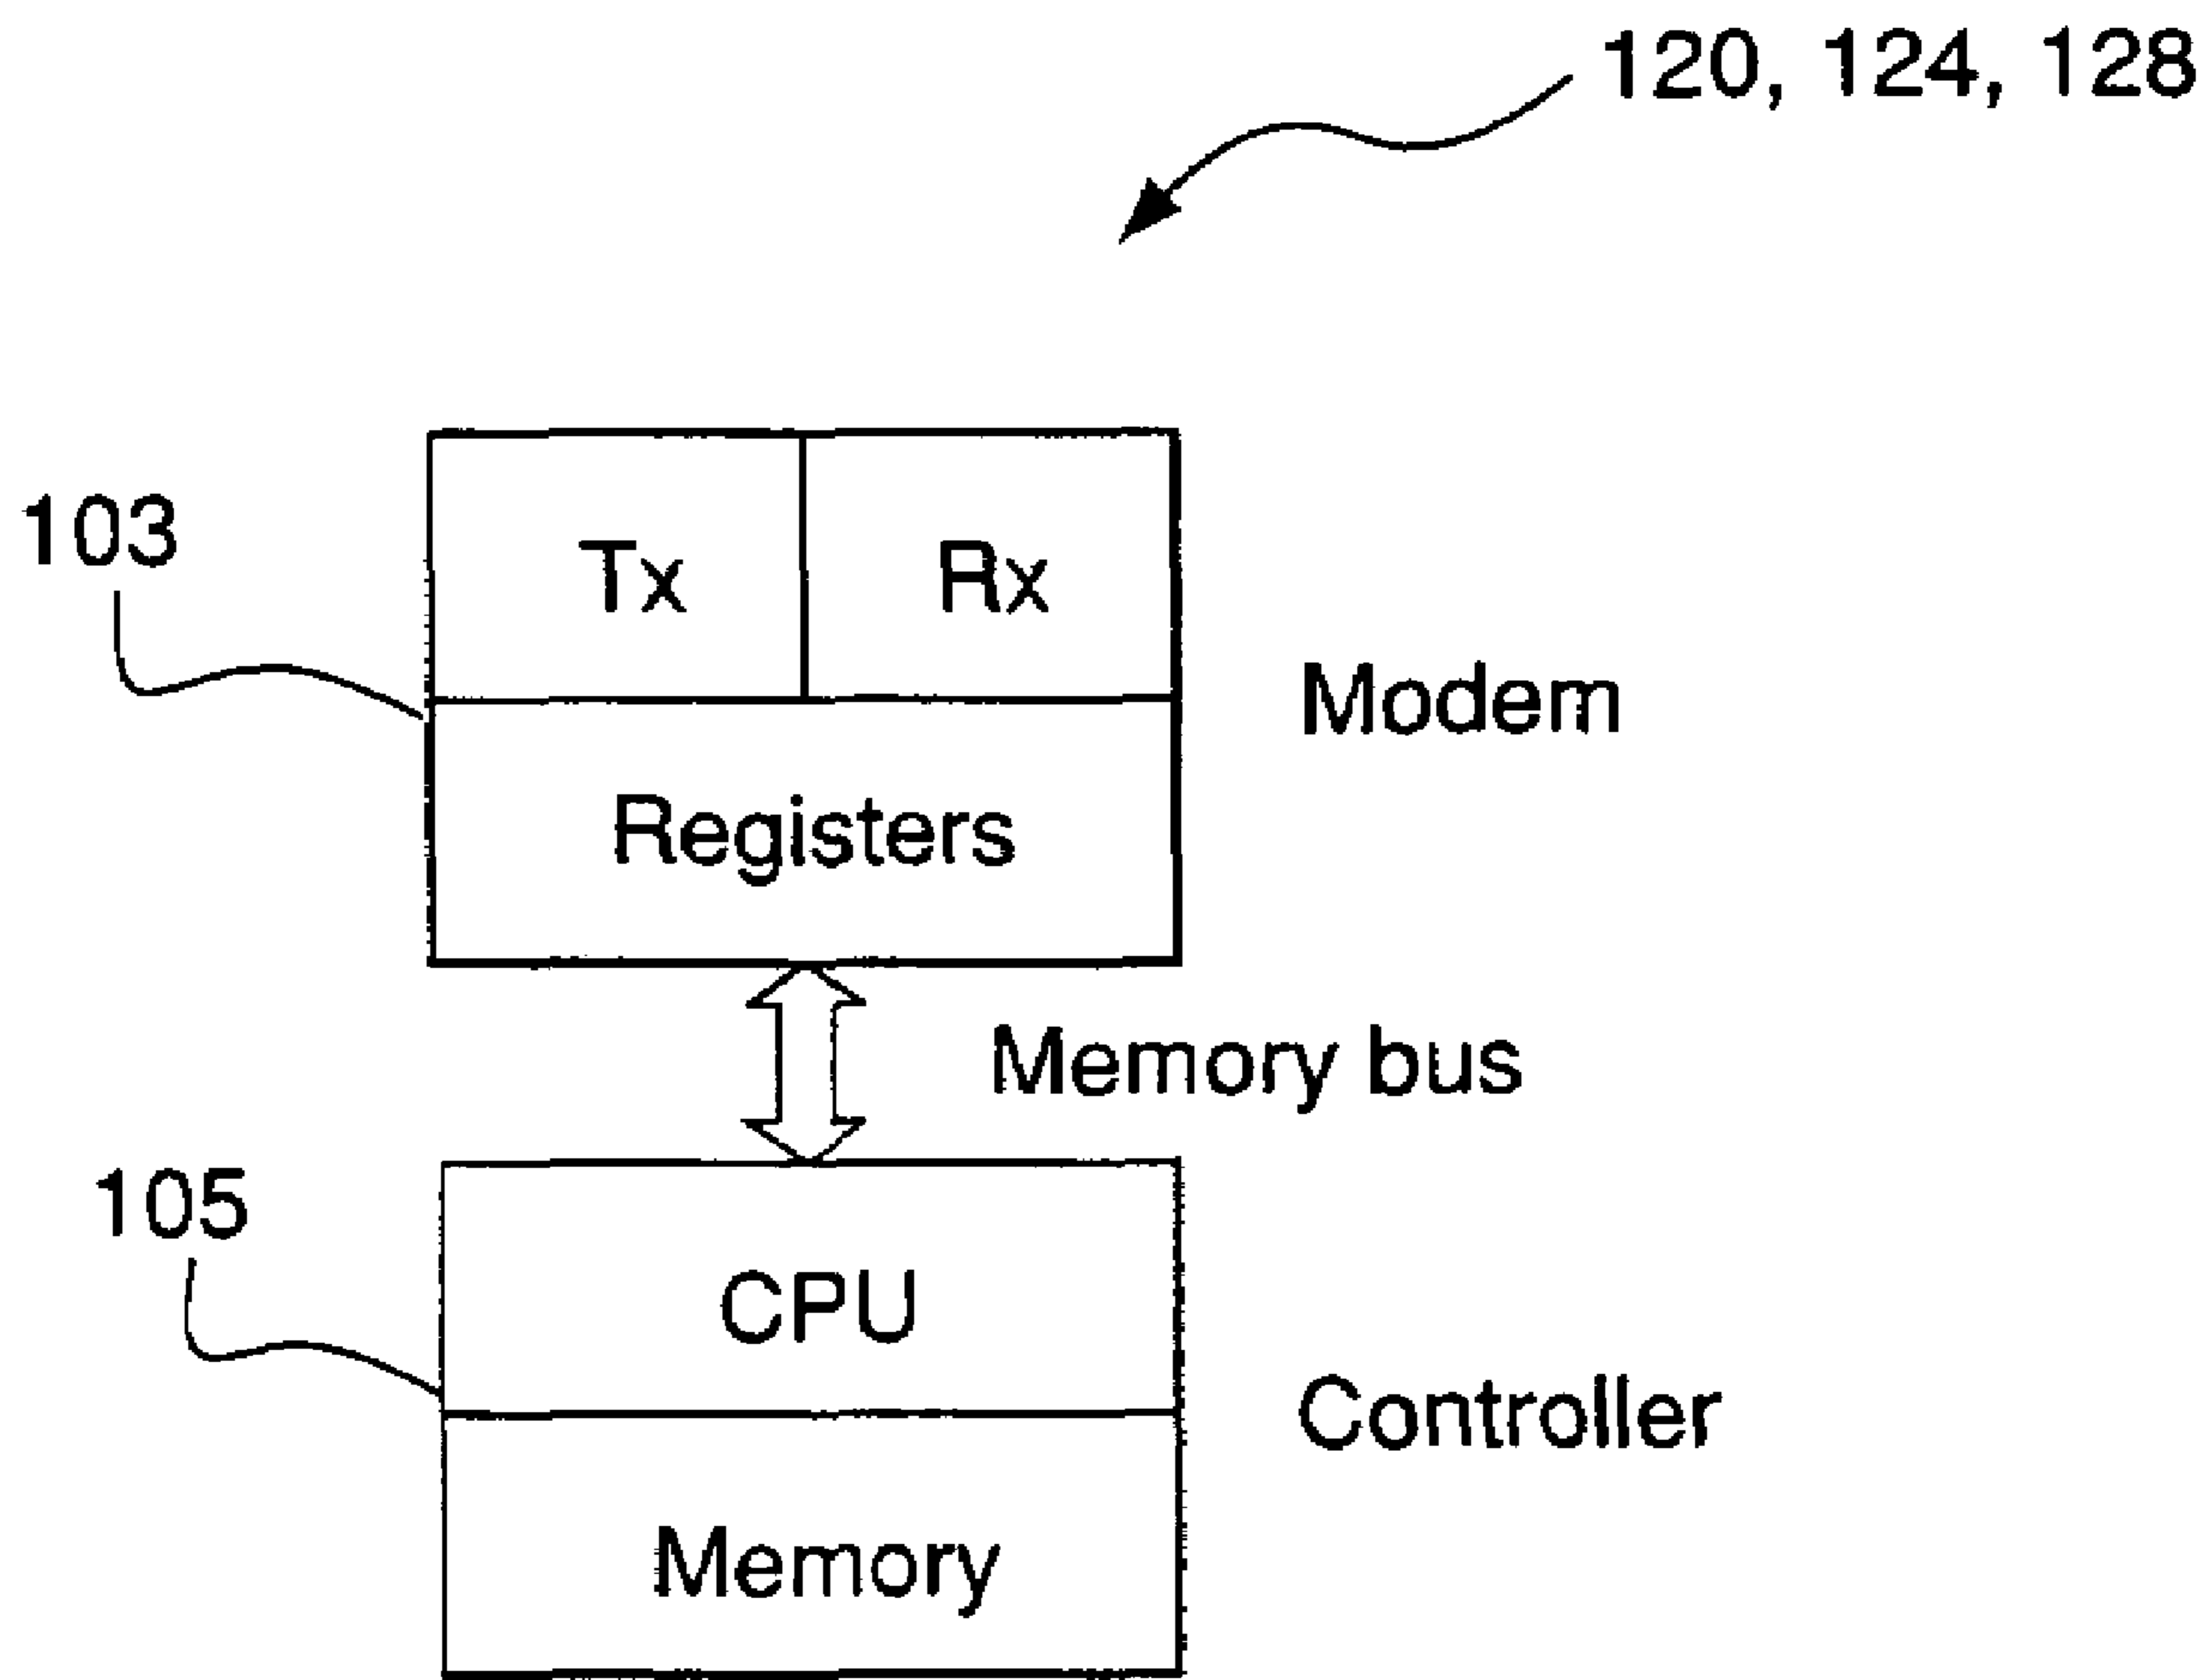 120, 124, 128
103
Tx
Rx
Modem
Registers
Memory bus
105
CPU
Controller
Memory